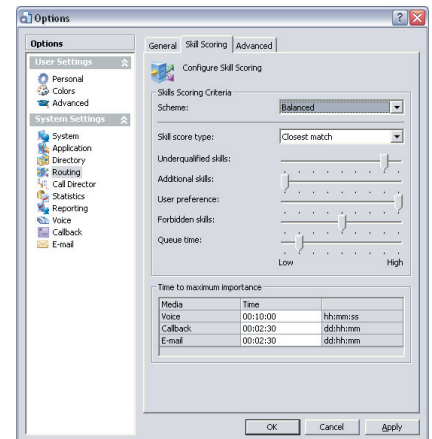 Options
Options
User Settings
Personal
Colors
Advanced
System Settings
System
Application
Directory
Routing
Call Director
Statistics
Reporting
Voice
Callback
E-mail
General Skill Scoring Advanced
Configure Skill Scoring
Skills Scoring Criteria
Scheme: Balanced
Skill score type: Closest match
Underqualified skills:
Additional skills:
User preference:
Forbidden skills:
Queue time:
Low High
Time to maximum importance
Media Time
Voice 00:10:00 hh:mm:ss
Callback 00:02:30 dd:hh:mm
E-mail 00:02:30 dd:hh:mm
OK Cancel Apply